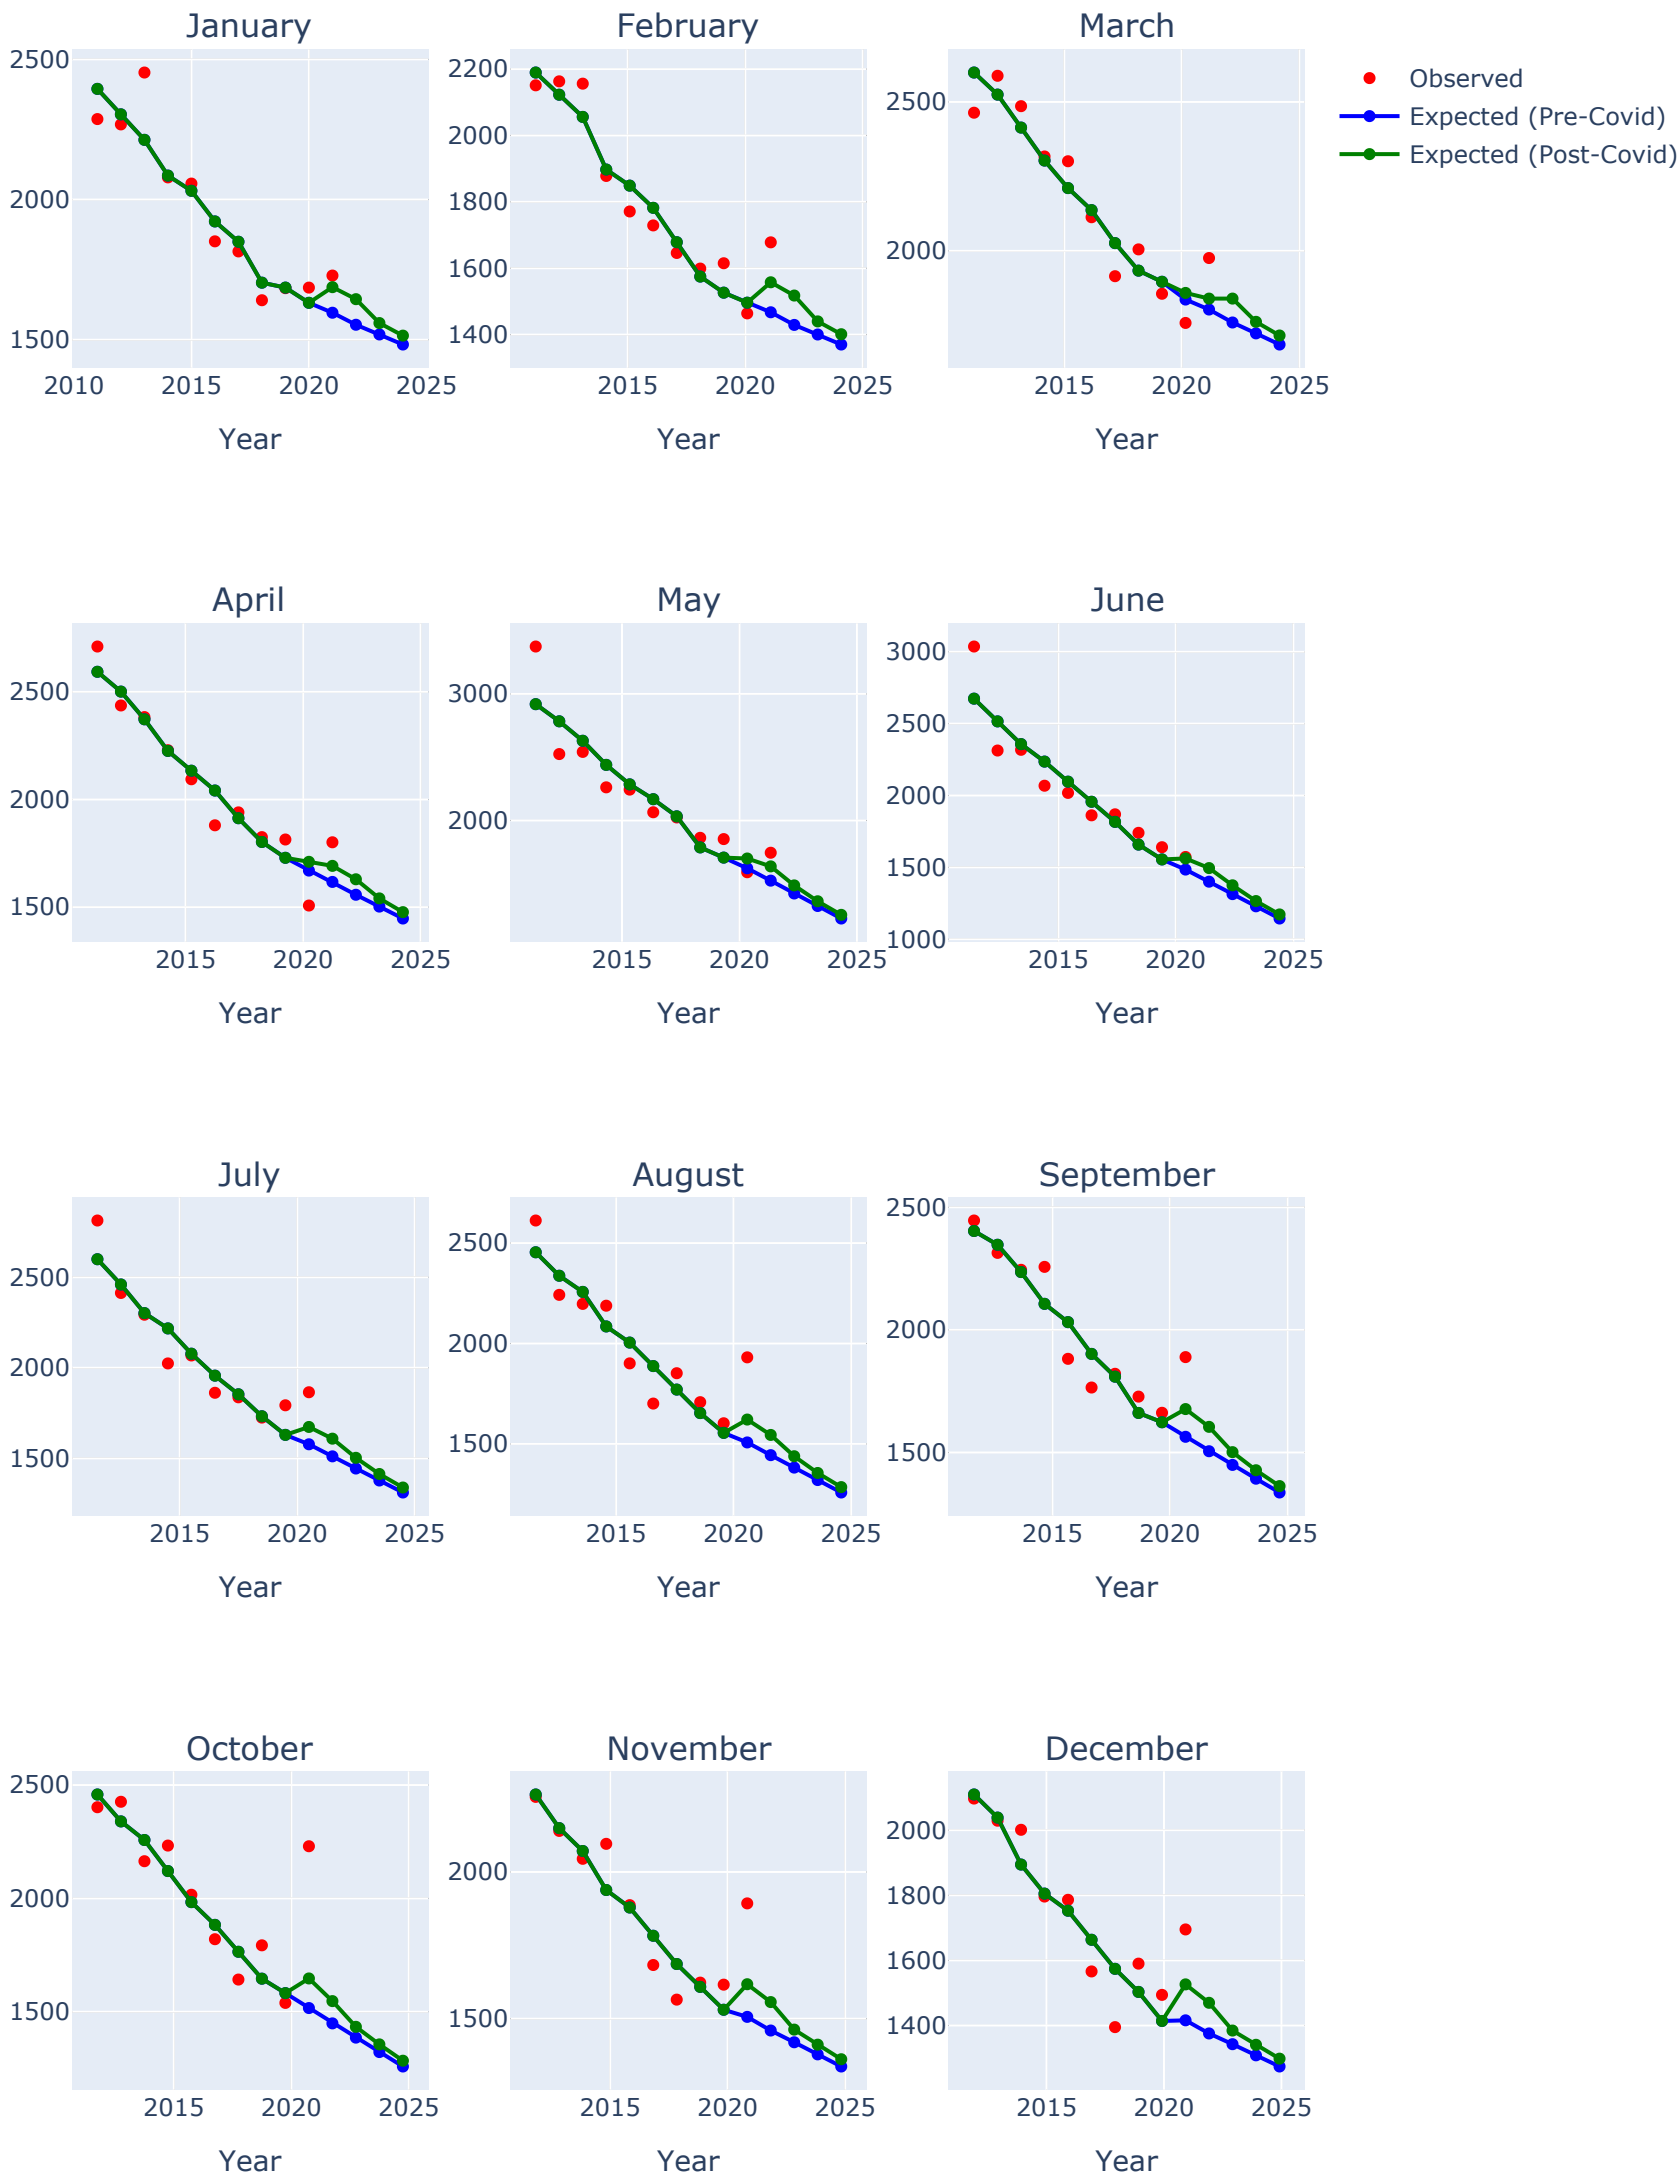 January February March
2500
2000
1500
2010 2015 2020 2025
Year
2200
2000
1800
1600
1400
2015 2020 2025
Year
2500
2000
2015 2020 2025
Year
Observed
Expected (Pre-Covid)
Expected (Post-Covid)
April May June
2500
2000
1500
2015 2020 2025
Year
3000
2000
2015 2020 2025
Year
3000
2500
2000
1500
1000
2015 2020 2025
Year
July August September
2500
2000
1500
2015 2020 2025
Year
2500
2000
1500
2015 2020 2025
Year
2500
2000
1500
2015 2020 2025
Year
October November December
2500
2000
1500
2015 2020 2025
Year
2000
1500
2015 2020 2025
Year
2000
1800
1600
1400
2015 2020 2025
Year